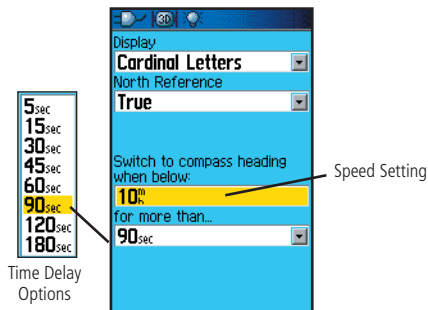 3D
Display
Cardinal Letters
North Reference
True
Switch to compass heading
when below:
10mh
for more than...
90sec
Speed Setting
5sec
15sec
30sec
45sec
60sec
90sec
120sec
180sec
Time Delay
Options